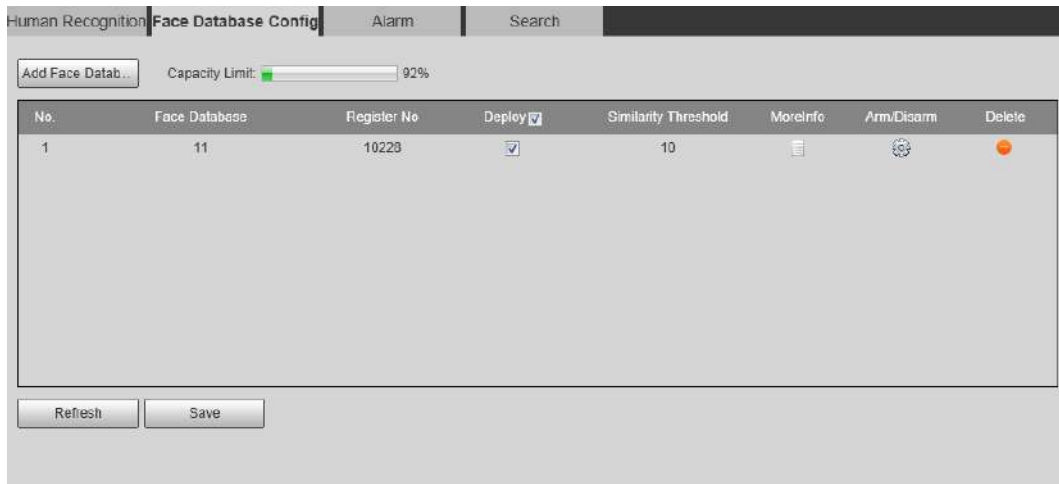 Human Recognition Face Database Config Alarm Search
Add Face Datab... Capacity Limit: 92%
No. Face Database Register No Deploy Similarity Threshold MoreInfo Arm/Disarm Delete
1 11 10228 10
Refresh Save